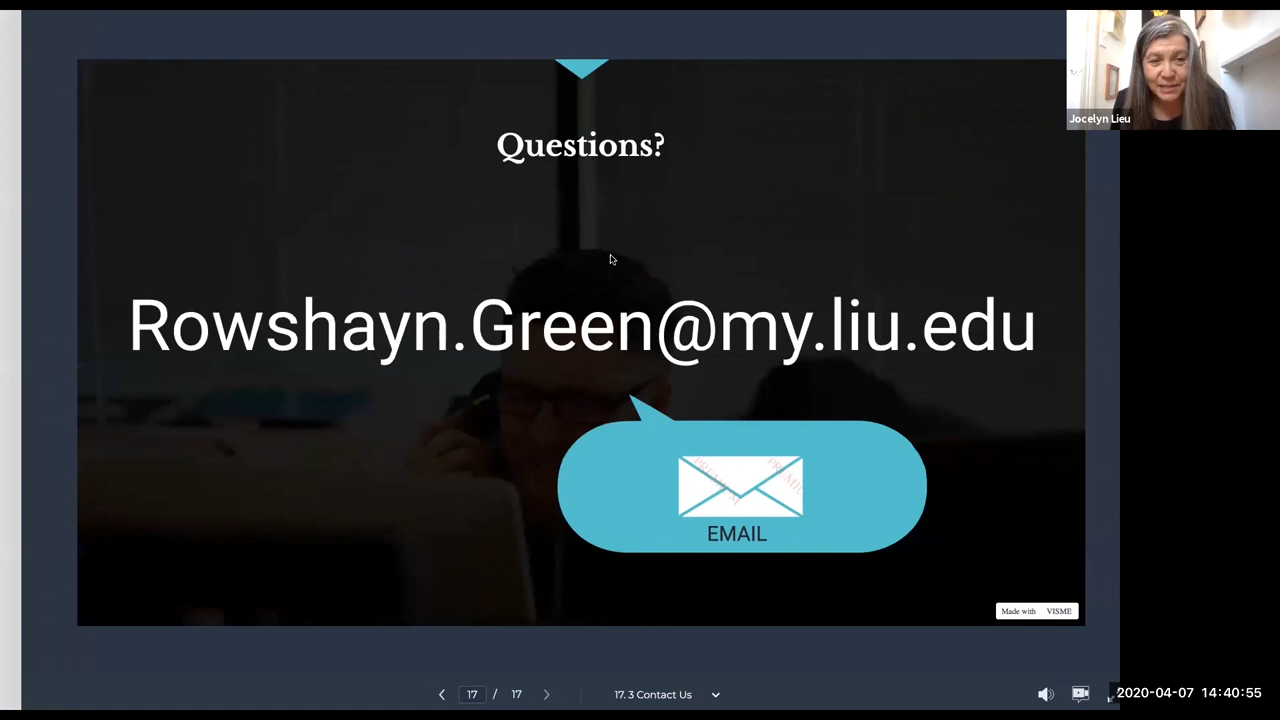 Jocelyn Lieu
Questions?
Rowshayn.Green@my.liu.edu
PREMIUM
EMAIL
Made with VISME
17 / 17
17. 3 Contact Us
2020-04-07 14:40:55